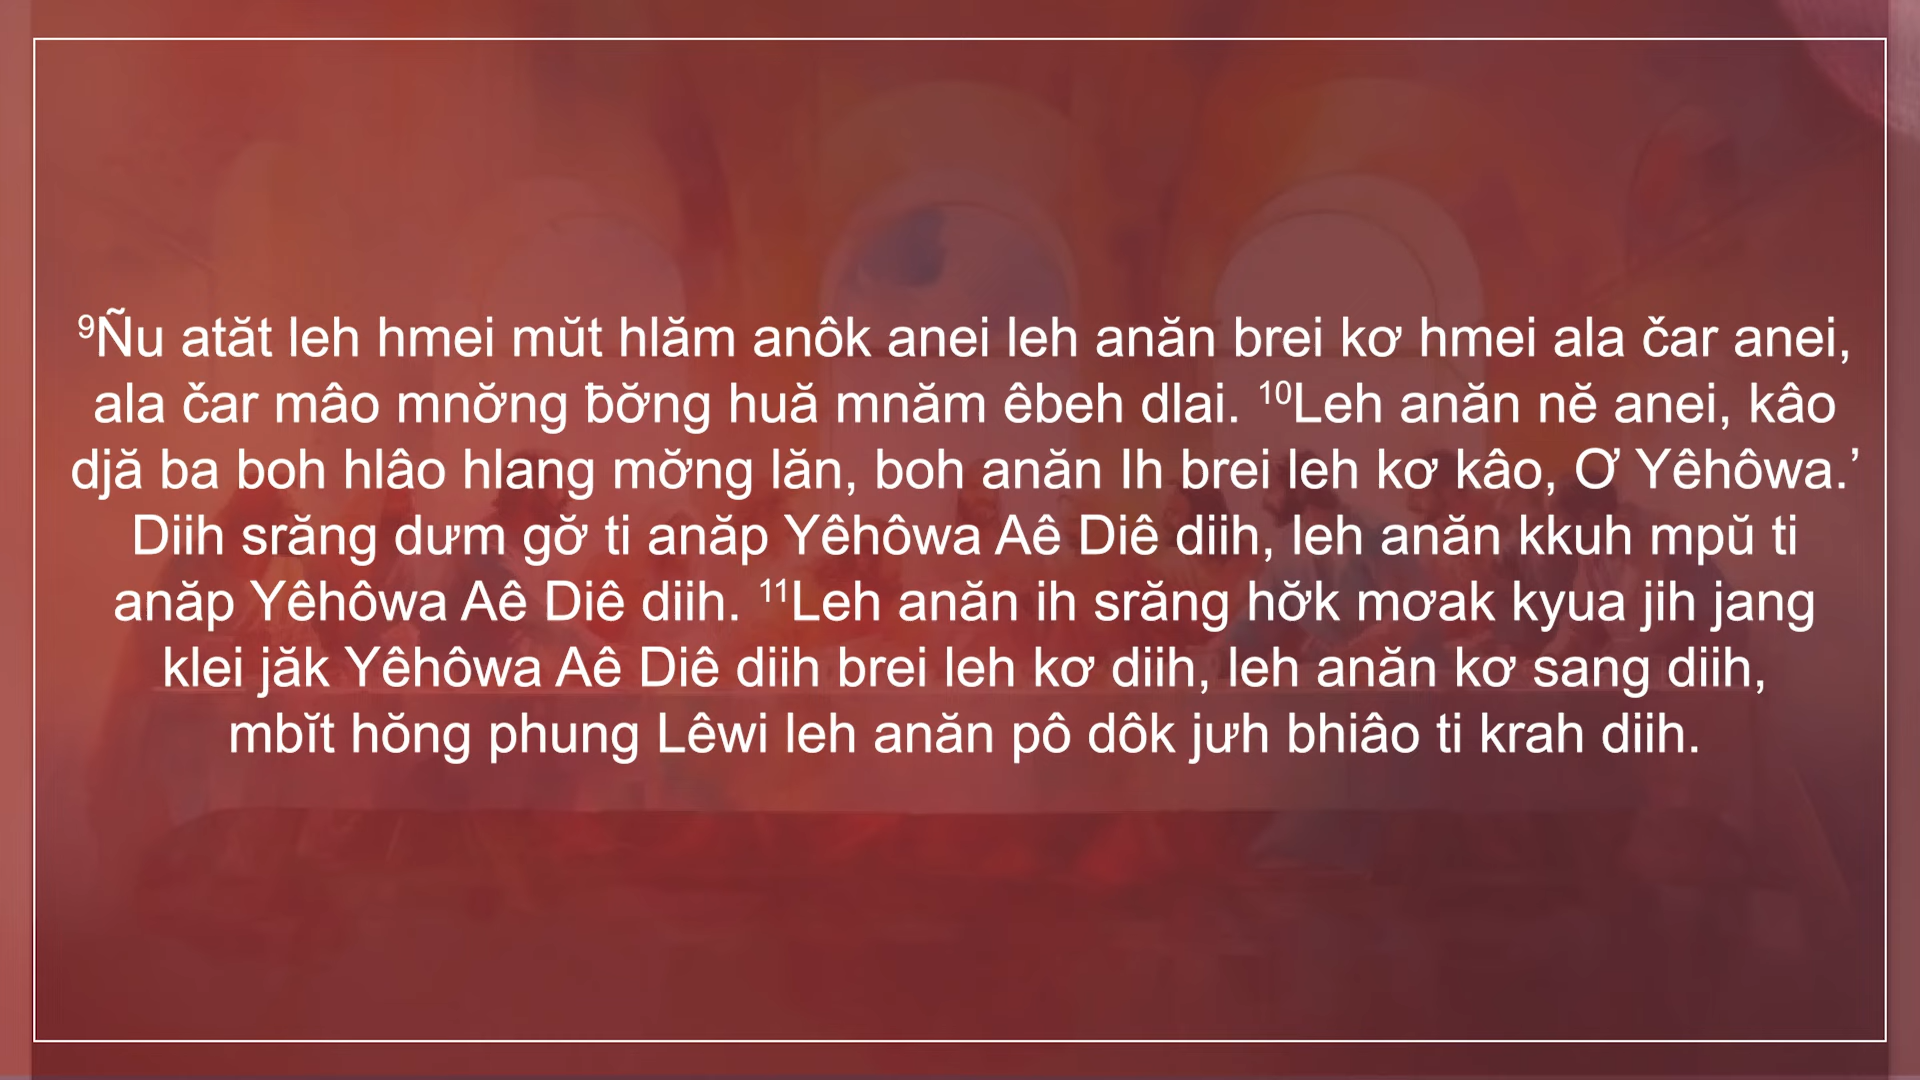 ⁹Ñu atăt leh hmei mŭt hlăm anôk anei leh anăn brei kơ hmei ala čar anei,
ala čar mâo mnơ̆ng ƀơ̆ng huă mnăm êbeh dlai. ¹⁰Leh anăn nĕ anei, kâo
djă ba boh hlâo hlang mơ̆ng lăn, boh anăn Ih brei leh kơ kâo, Ơ Yêhôwa.’
Diih srăng dưm gơ̆ ti anăp Yêhôwa Aê Diê diih, leh anăn kkuh mpŭ ti
anăp Yêhôwa Aê Diê diih. ¹¹Leh anăn ih srăng hơ̆k mơak kyua jih jang
klei jăk Yêhôwa Aê Diê diih brei leh kơ diih, leh anăn kơ sang diih,
mbĭt hŏng phung Lêwi leh anăn pô dôk jưh bhiâo ti krah diih.